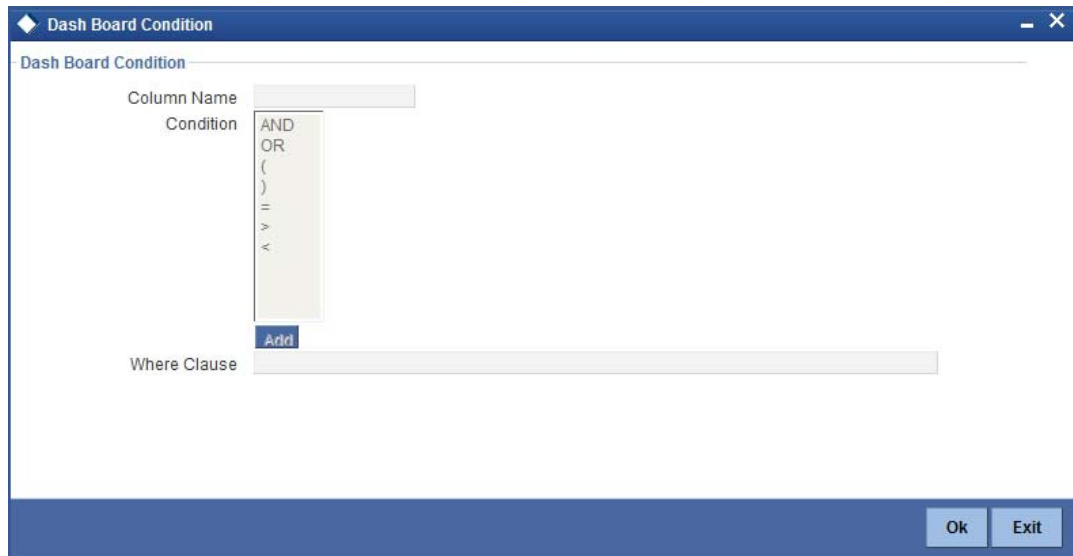 Dash Board Condition
Dash Board Condition
Column Name
Condition
AND
OR
(
)
=
>
<
Add
Where Clause
Ok
Exit